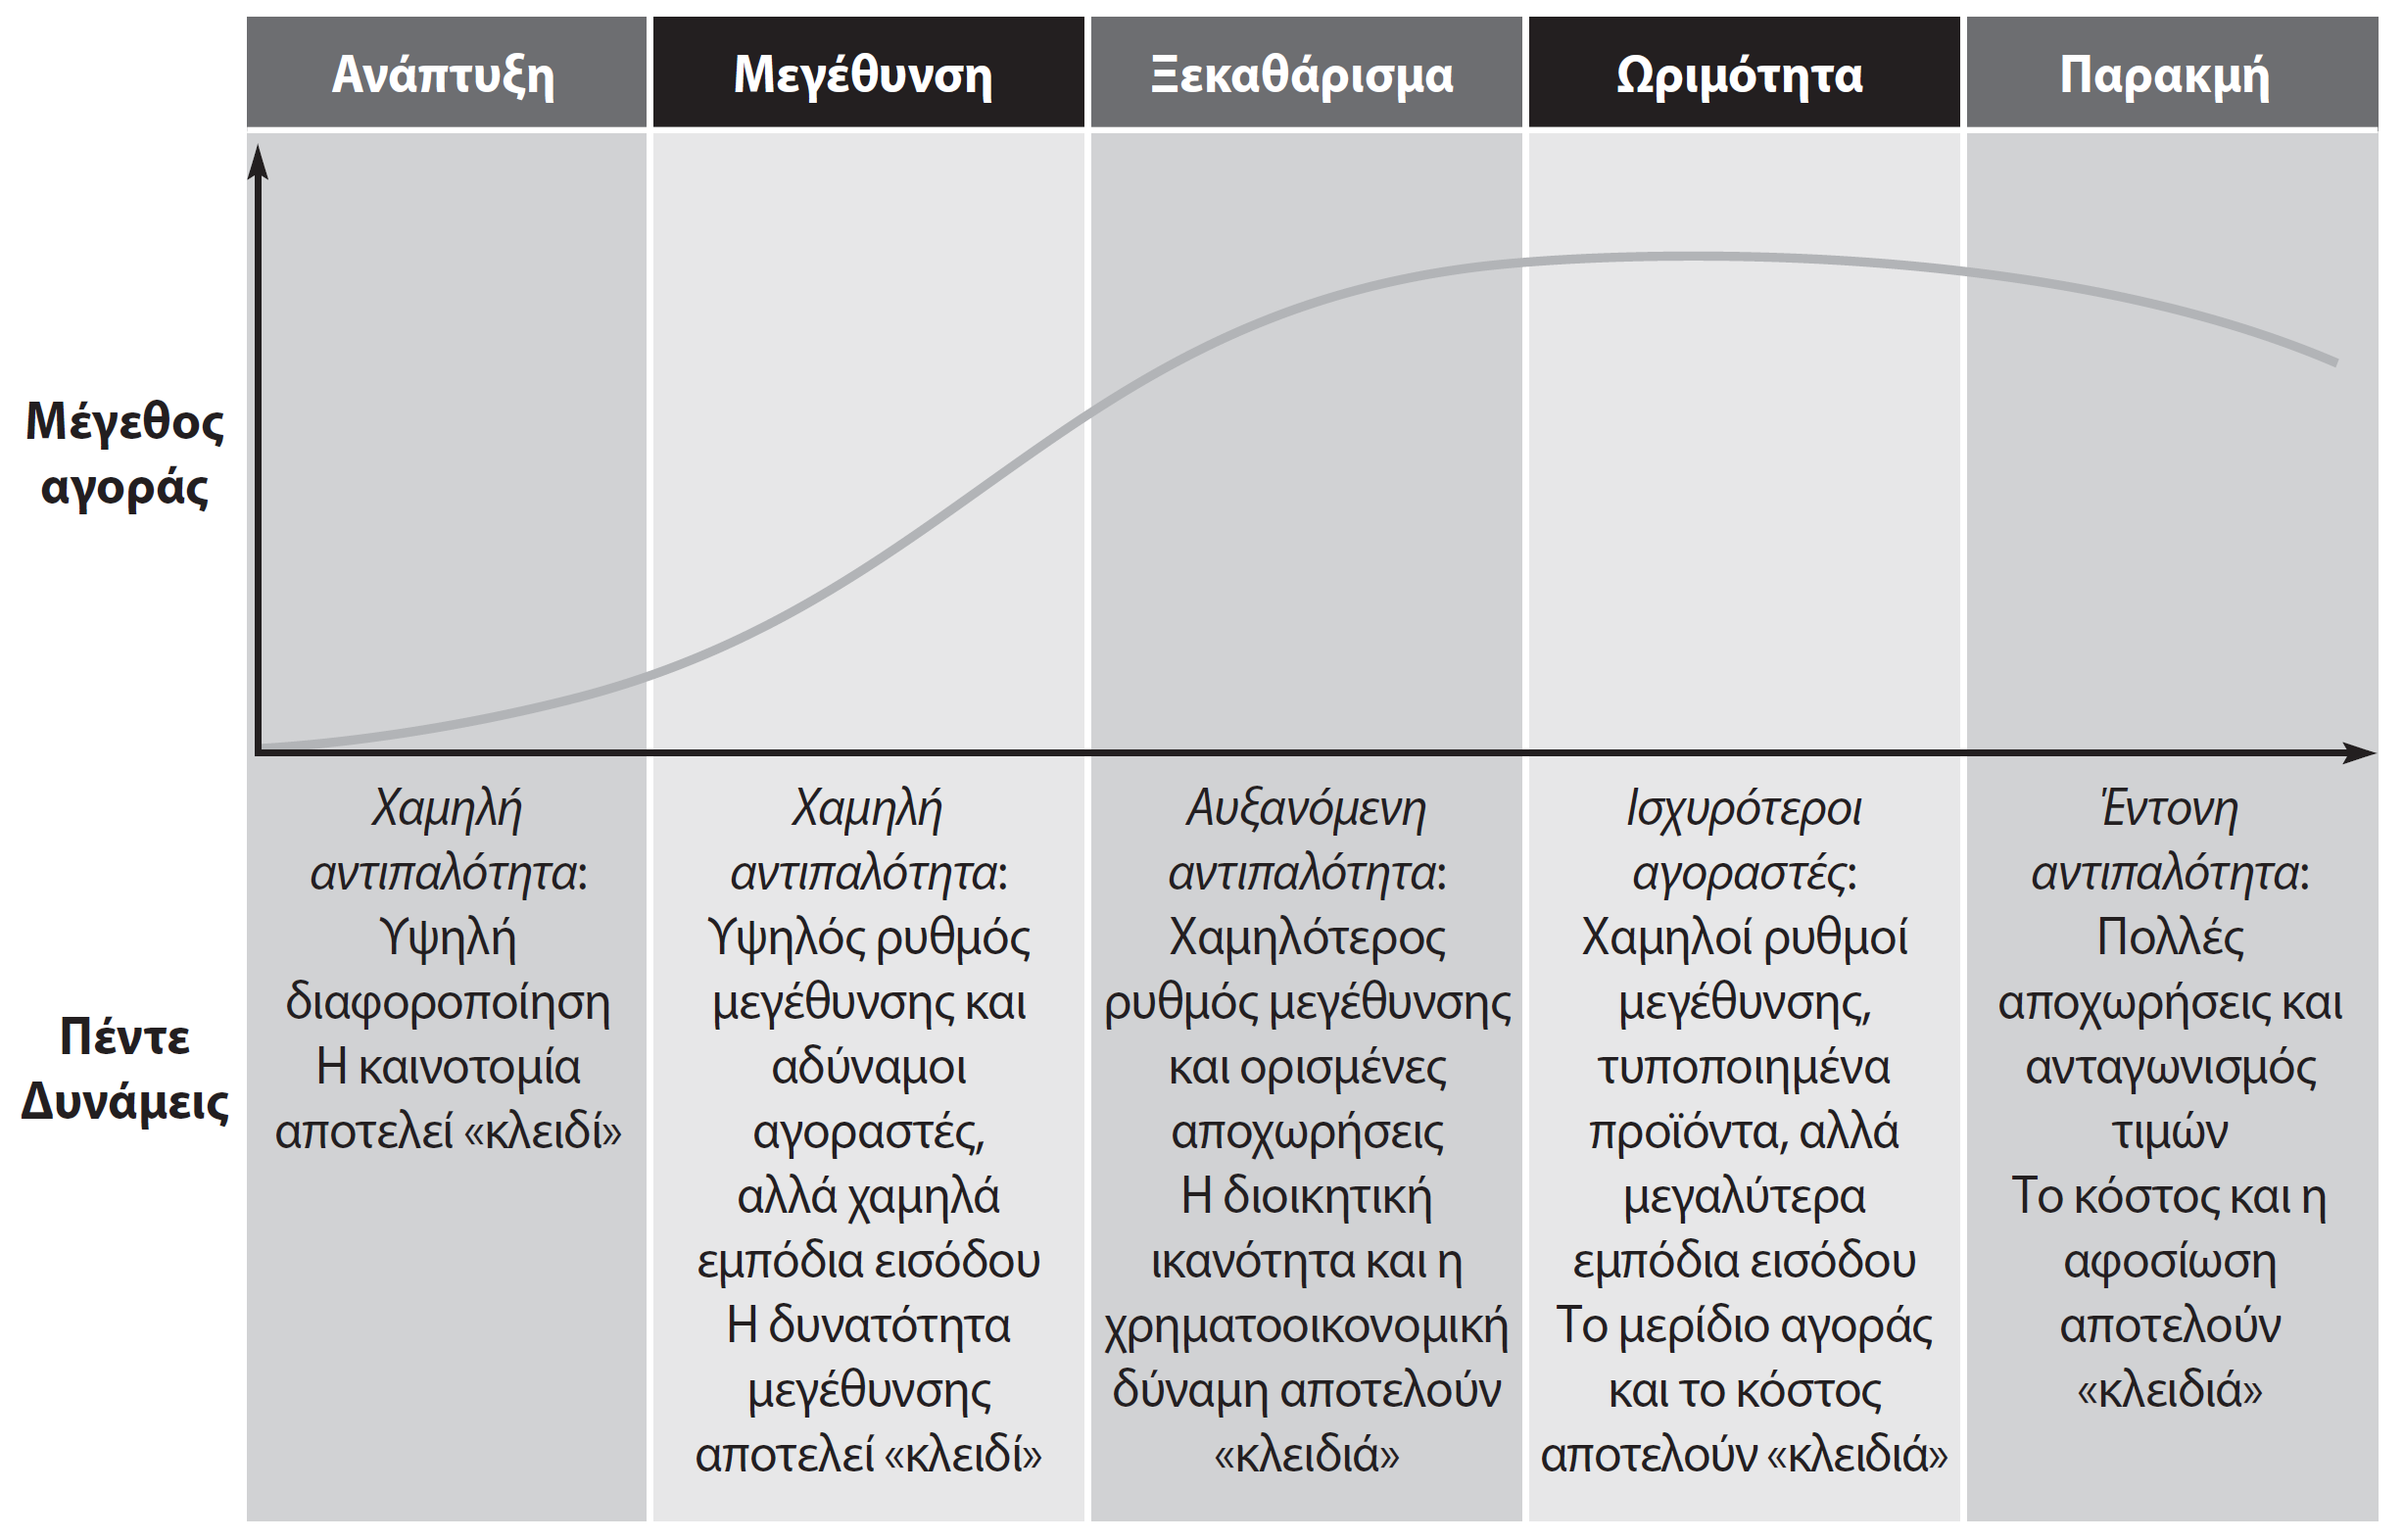 Ανάπτυξη
Μεγέθυνση
Ξεκαθάρισμα
Ωριμότητα
Παρακμή
Μέγεθος
αγοράς
Πέντε
Δυνάμεις
Χαμηλή
αντιπαλότητα:
Υψηλή
διαφοροποίηση
Η καινοτομία
αποτελεί «κλειδί»
Χαμηλή
αντιπαλότητα:
Υψηλός ρυθμός
μεγέθυνσης και
αδύναμοι
αγοραστές,
αλλά χαμηλά
εμπόδια εισόδου
Η δυνατότητα
μεγέθυνσης
αποτελεί «κλειδί»
Αυξανόμενη
αντιπαλότητα:
Χαμηλότερος
ρυθμός μεγέθυνσης
και ορισμένες
αποχωρήσεις
Η διοικητική
ικανότητα και η
χρηματοοικονομική
δύναμη αποτελούν
«κλειδιά»
Ισχυρότεροι
αγοραστές:
Χαμηλοί ρυθμοί
μεγέθυνσης,
τυποποιημένα
προϊόντα, αλλά
μεγαλύτερα
εμπόδια εισόδου
Το μερίδιο αγοράς
και το κόστος
αποτελούν «κλειδιά»
Έντονη
αντιπαλότητα:
Πολλές
αποχωρήσεις και
ανταγωνισμός
τιμών
Το κόστος και η
αφοσίωση
αποτελούν
«κλειδιά»